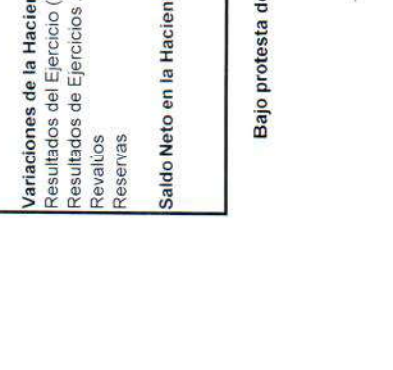 Variaciones de la Hacien
Resultados del Ejercicio (
Resultados de Ejercicios
Revalúos
Reservas
Saldo Neto en la Hacien
Bajo protesta de